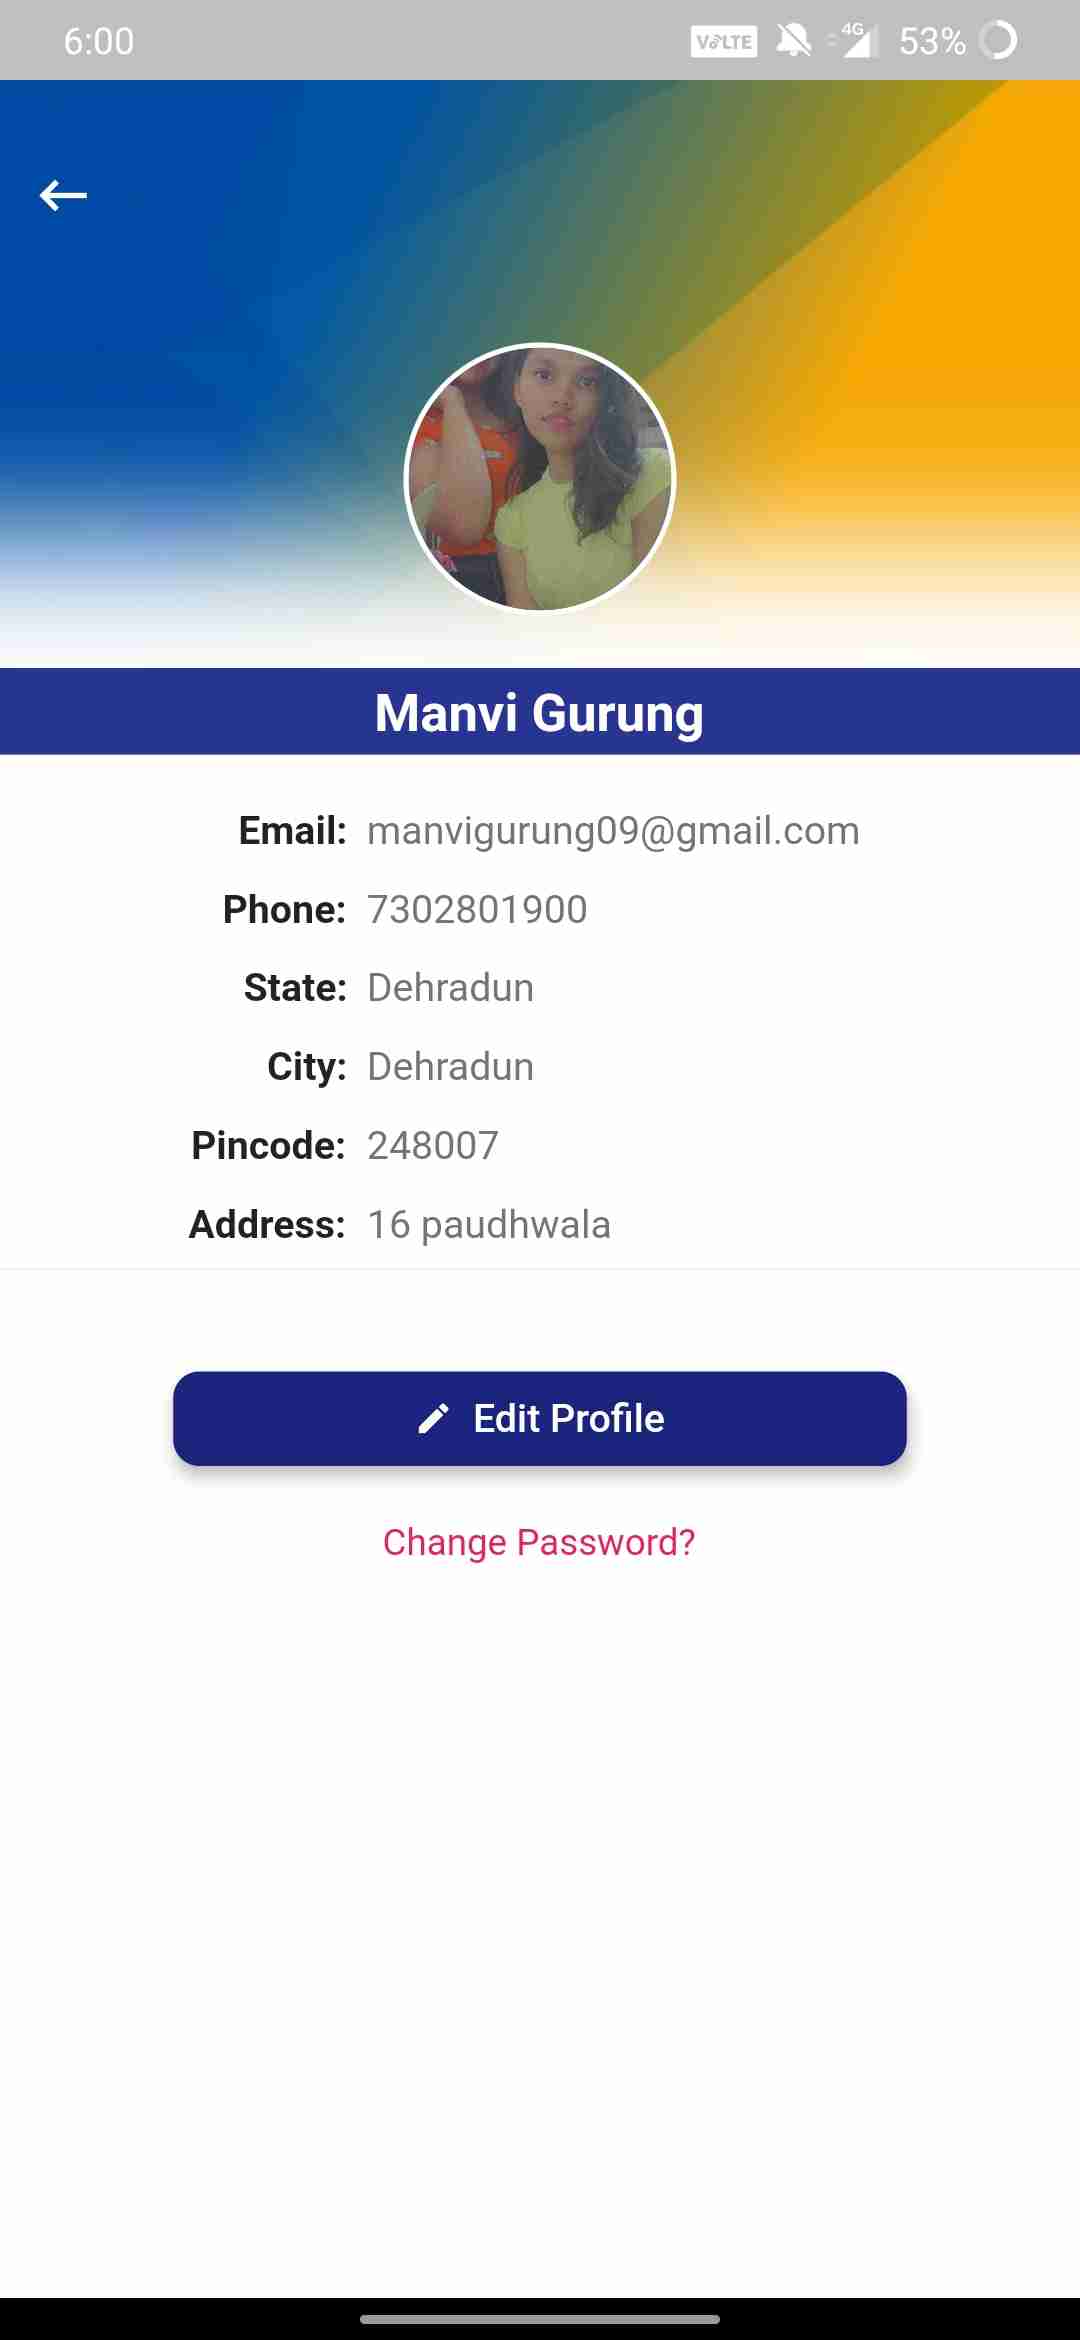 6:00 VoLTE 4G 53%
Manvi Gurung
Email: manvigurung09@gmail.com
Phone: 7302801900
State: Dehradun
City: Dehradun
Pincode: 248007
Address: 16 paudhwala
Edit Profile
Change Password?